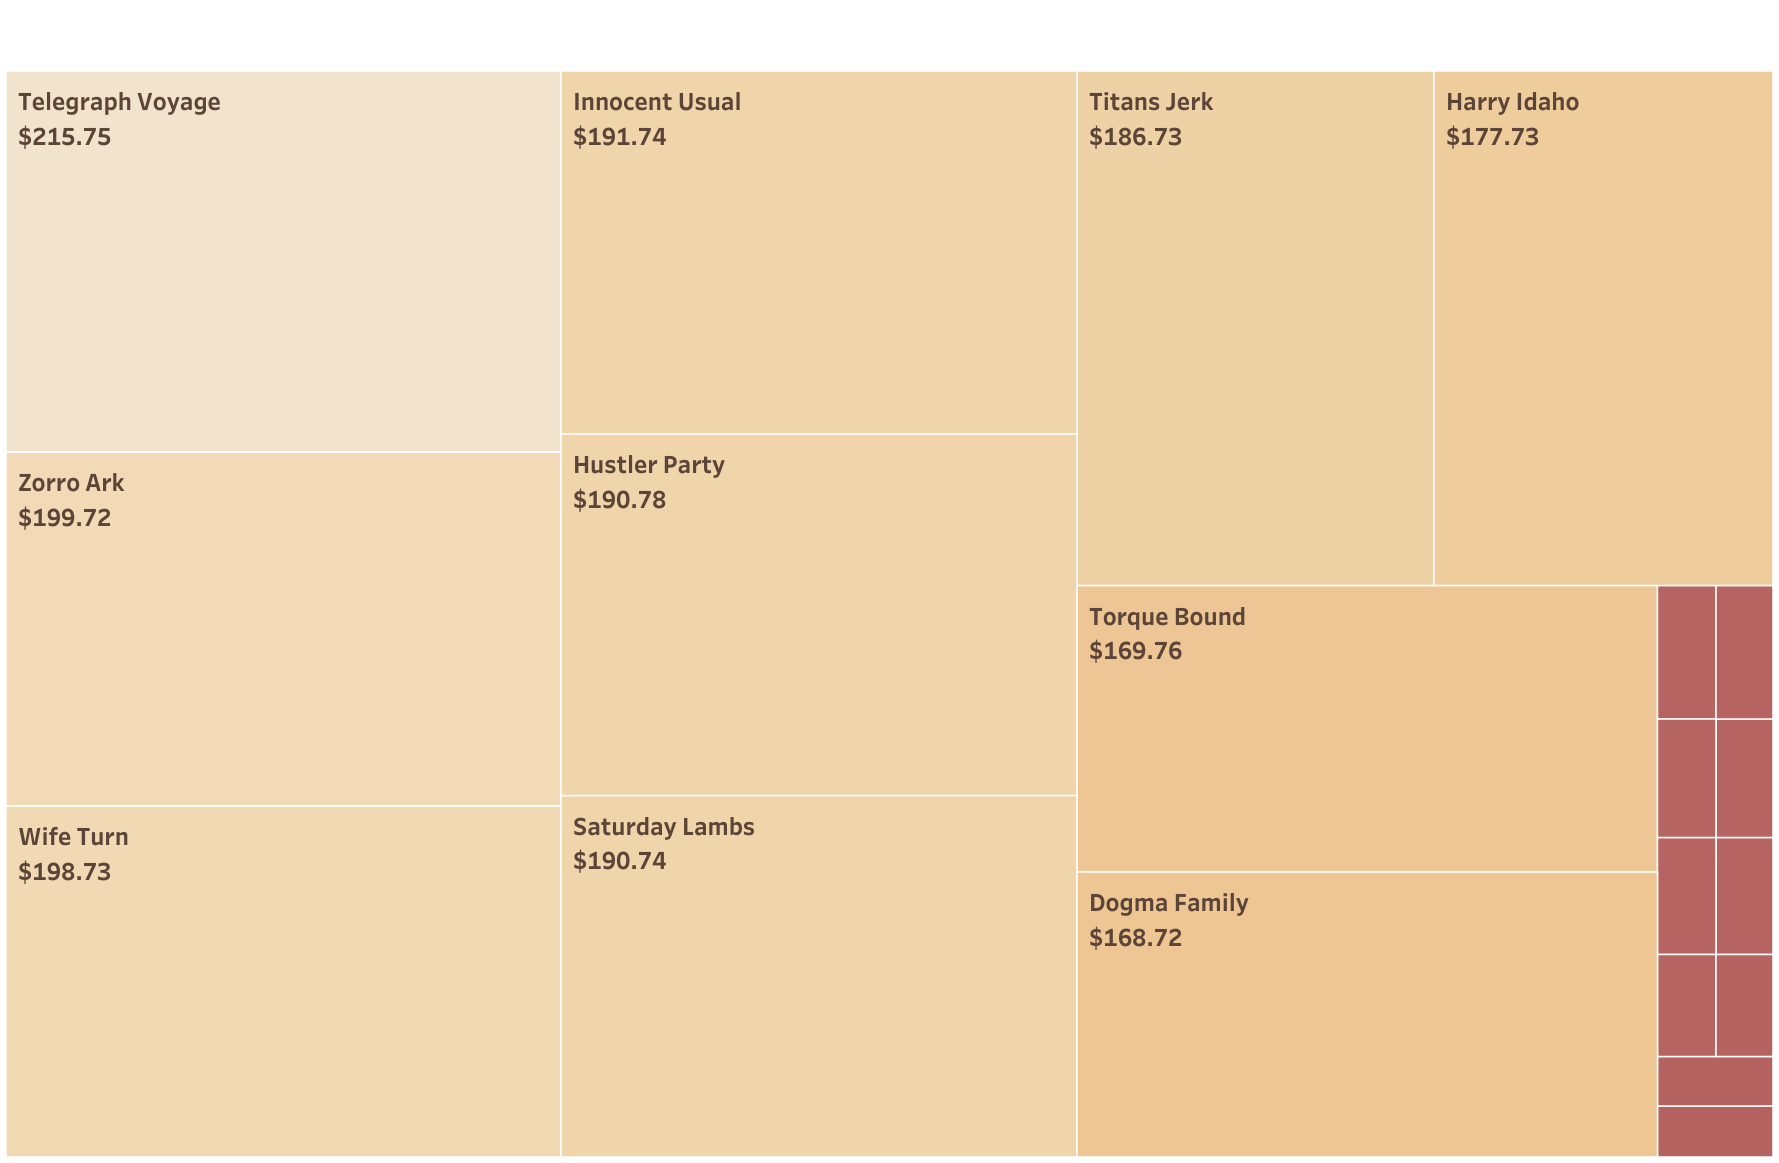 Telegraph Voyage
$215.75
Zorro Ark
$199.72
Wife Turn
$198.73
Innocent Usual
$191.74
Hustler Party
$190.78
Saturday Lambs
$190.74
Titans Jerk
$186.73
Harry Idaho
$177.73
Torque Bound
$169.76
Dogma Family
$168.72